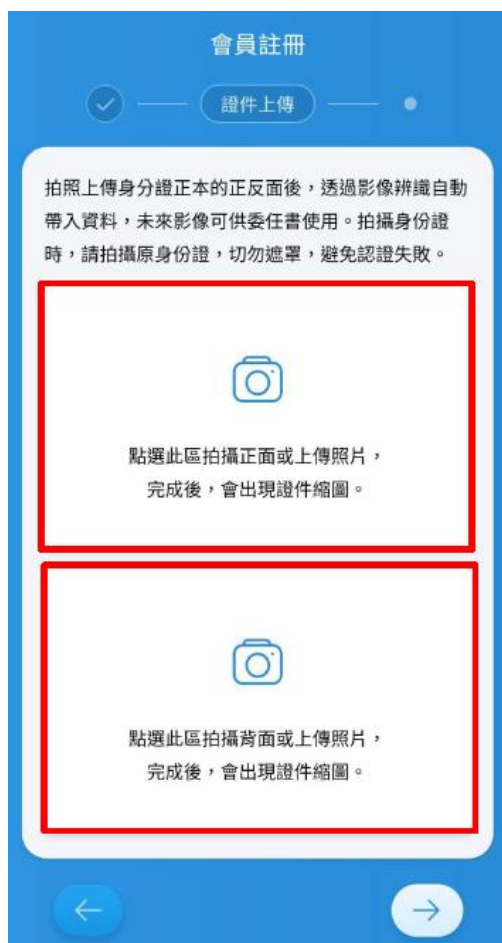 會員註冊
證件上傳
拍照上傳身分證正本的正反面後，透過影像辨識自動
帶入資料，未來影像可供委任書使用。拍攝身份證
時，請拍攝原身份證，切勿遮罩，避免認證失敗。
點選此區拍攝正面或上傳照片，
完成後，會出現證件縮圖。
點選此區拍攝背面或上傳照片，
完成後，會出現證件縮圖。